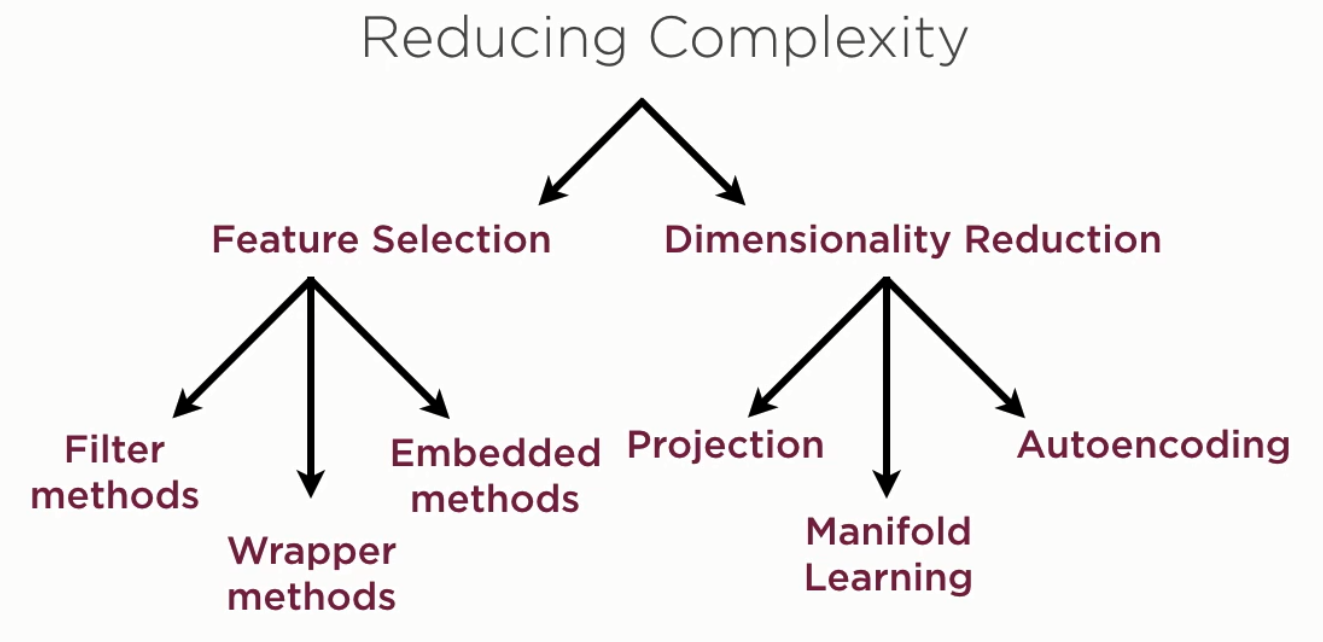 Reducing Complexity
Feature Selection
Dimensionality Reduction
Filter
methods
Wrapper
methods
Embedded
methods
Projection
Manifold
Learning
Autoencoding